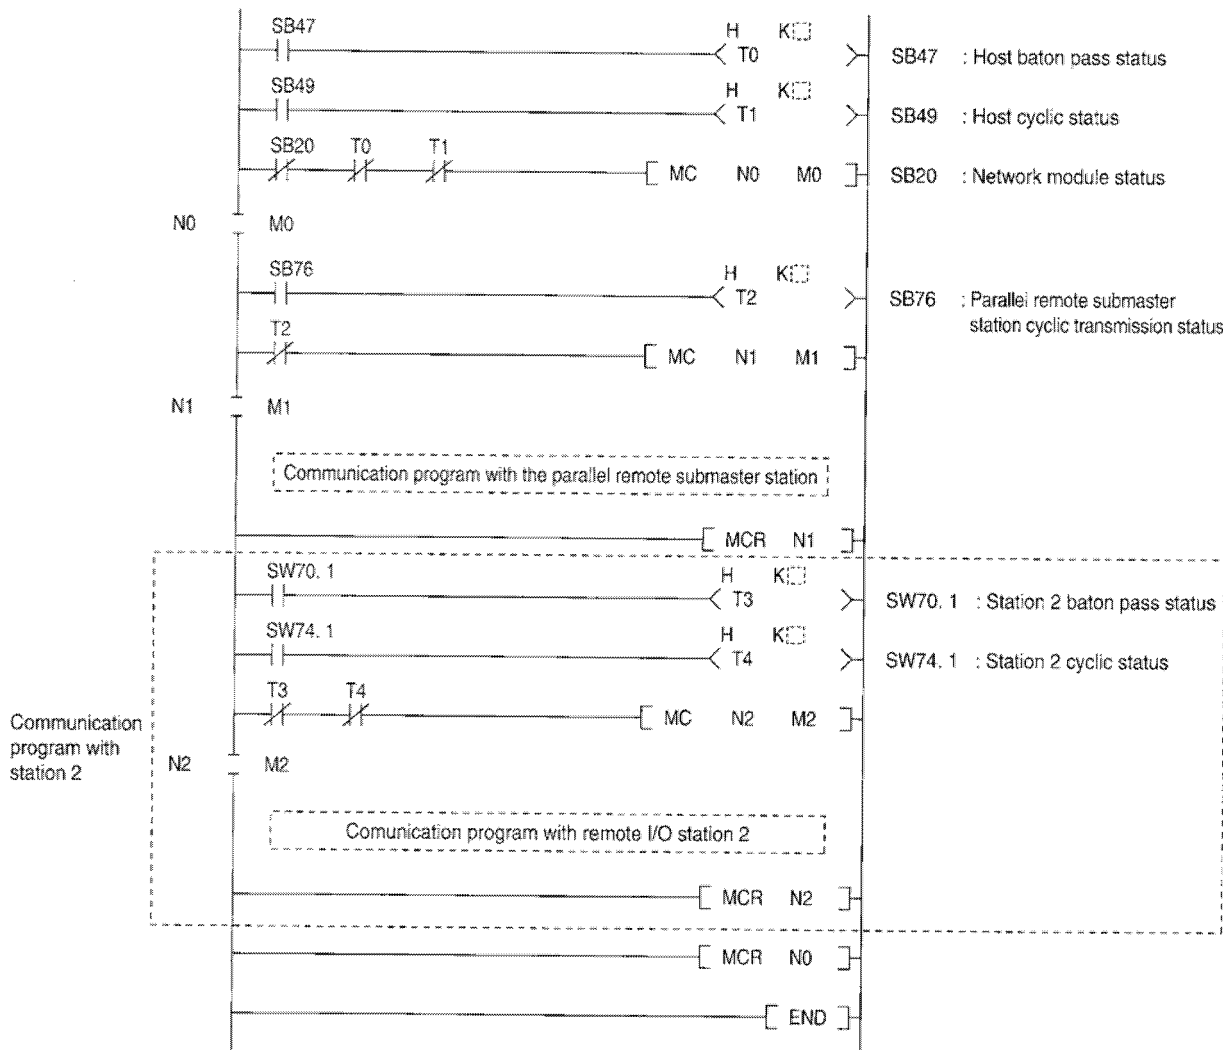 SB47
H K
T0
SB47 : Host baton pass status
SB49
H K
T1
SB49 : Host cyclic status
SB20 T0 T1
MC N0 M0
SB20 : Network module status
N0 M0
SB76
H K
T2
SB76 : Parallel remote submaster
station cyclic transmission status
T2
MC N1 M1
N1 M1
Communication program with the parallel remote submaster station
MCR N1
SW70. 1
H K
T3
SW70. 1 : Station 2 baton pass status
SW74. 1
H K
T4
SW74. 1 : Station 2 cyclic status
T3 T4
MC N2 M2
Communication
program with
station 2
N2 M2
Comunication program with remote I/O station 2
MCR N2
MCR N0
END